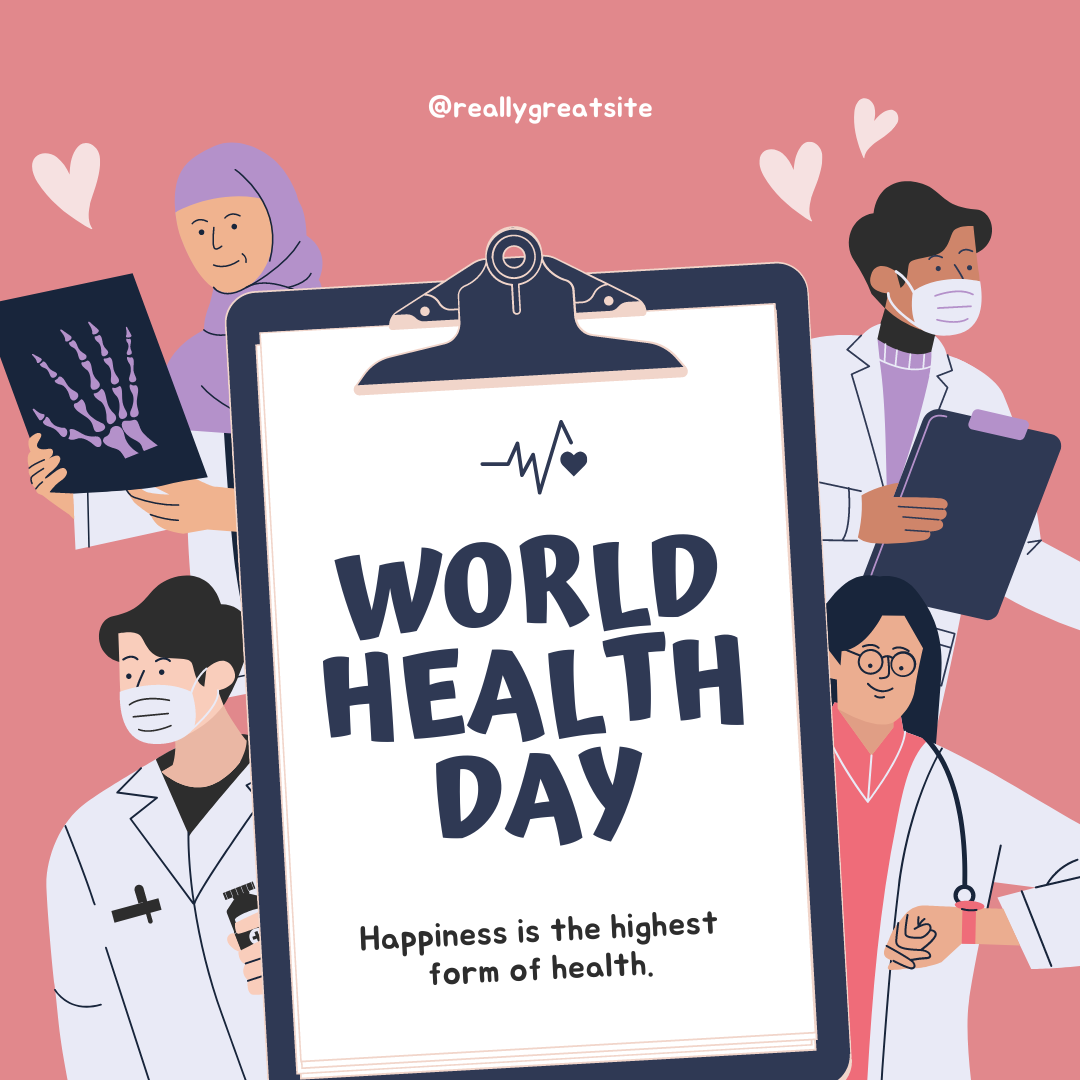 @reallygreatsite
WORLD
HEALTH
DAY
Happiness is the highest
form of health.